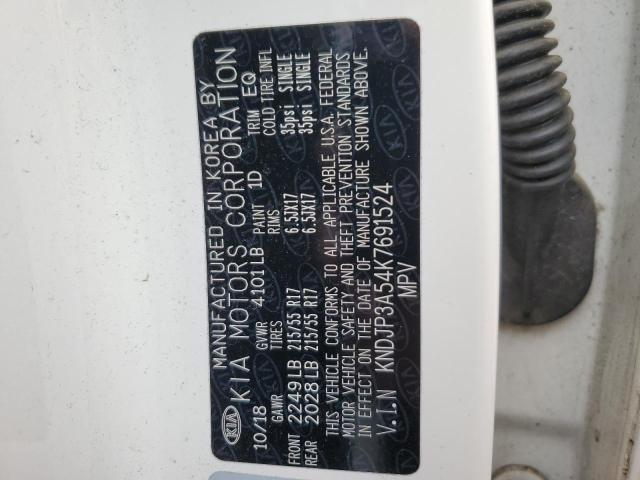 MANUFACTURED IN KOREA BY
KIA KIA MOTORS CORPORATION
10/18 GVWR 4101LB PAINT 1D TRIM EQ
GAWR TIRES RIMS COLD TIRE INFL
FRONT 2249LB 215/55 R17 6.5JX17 35psi SINGLE
REAR 2028LB 215/55 R17 6.5JX17 35psi SINGLE
THIS VEHICLE CONFORMS TO ALL APPLICABLE U.S.A. FEDERAL
MOTOR VEHICLE SAFETY AND THEFT PREVENTION STANDARDS
IN EFFECT ON THE DATE OF MANUFACTURE SHOWN ABOVE.
V.I.N KNDJP3A54K7691524
MPV